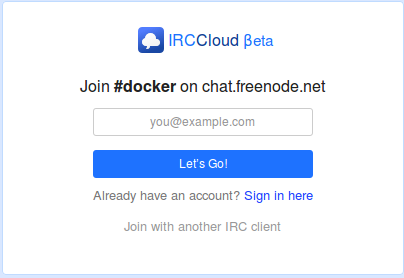 IRCCloud βeta
Join #docker on chat.freenode.net
you@example.com
Let's Go!
Already have an account? Sign in here
Join with another IRC client